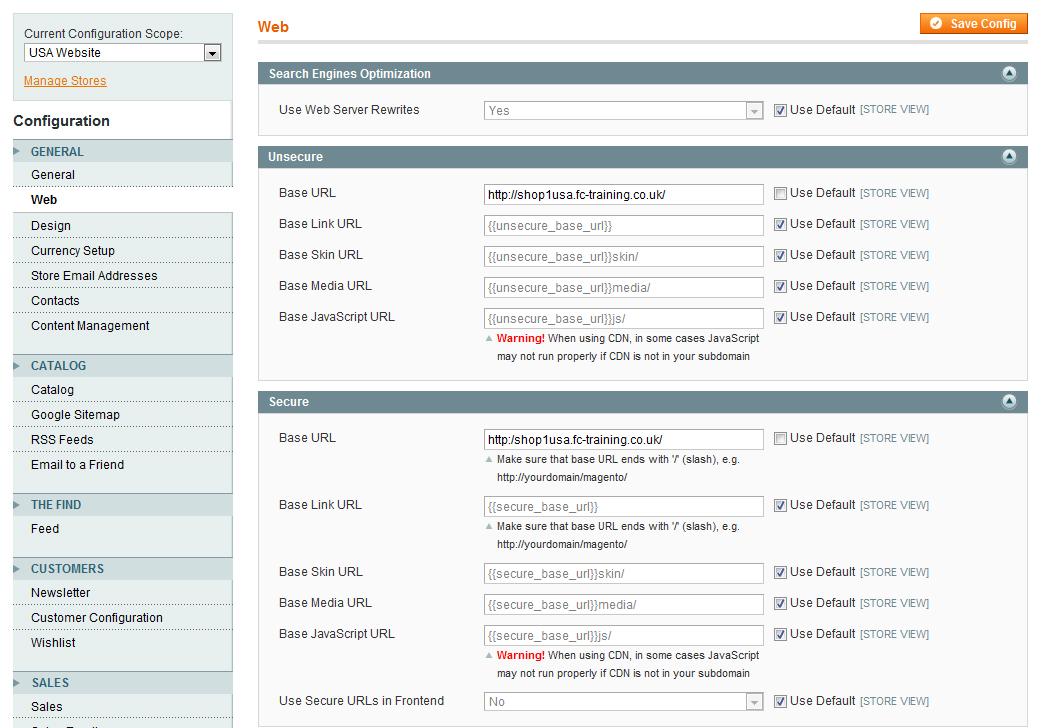 Current Configuration Scope:
USA Website
Manage Stores
Configuration
GENERAL
General
Web
Design
Currency Setup
Store Email Addresses
Contacts
Content Management
CATALOG
Catalog
Google Sitemap
RSS Feeds
Email to a Friend
THE FIND
Feed
CUSTOMERS
Newsletter
Customer Configuration
Wishlist
SALES
Sales
Web
Save Config
Search Engines Optimization
Use Web Server Rewrites Yes Use Default [STORE VIEW]
Unsecure
Base URL http://shop1usa.fc-training.co.uk/ Use Default [STORE VIEW]
Base Link URL {{unsecure_base_url}} Use Default [STORE VIEW]
Base Skin URL {{unsecure_base_url}}skin/ Use Default [STORE VIEW]
Base Media URL {{unsecure_base_url}}media/ Use Default [STORE VIEW]
Base JavaScript URL {{unsecure_base_url}}js/ Use Default [STORE VIEW]
Warning! When using CDN, in some cases JavaScript
may not run properly if CDN is not in your subdomain
Secure
Base URL http:/shop1usa.fc-training.co.uk/ Use Default [STORE VIEW]
Make sure that base URL ends with '/' (slash), e.g.
http://yourdomain/magento/
Base Link URL {{secure_base_url}} Use Default [STORE VIEW]
Make sure that base URL ends with '/' (slash), e.g.
http://yourdomain/magento/
Base Skin URL {{secure_base_url}}skin/ Use Default [STORE VIEW]
Base Media URL {{secure_base_url}}media/ Use Default [STORE VIEW]
Base JavaScript URL {{secure_base_url}}js/ Use Default [STORE VIEW]
Warning! When using CDN, in some cases JavaScript
may not run properly if CDN is not in your subdomain
Use Secure URLs in Frontend No Use Default [STORE VIEW]